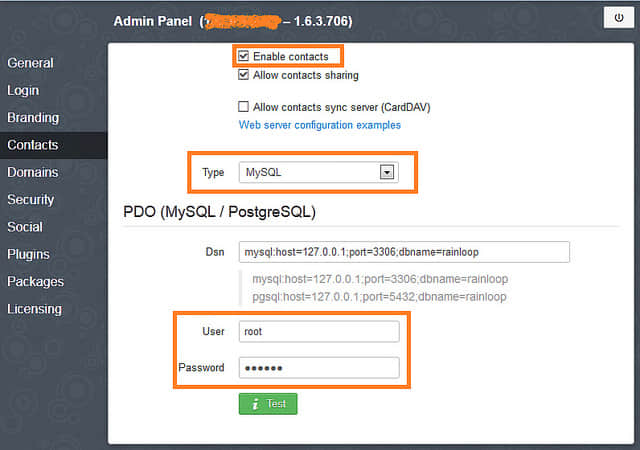 Admin Panel ( – 1.6.3.706)
General
Login
Branding
Contacts
Domains
Security
Social
Plugins
Packages
Licensing
Enable contacts
Allow contacts sharing
Allow contacts sync server (CardDAV)
Web server configuration examples
Type MySQL
PDO (MySQL / PostgreSQL)
Dsn mysql:host=127.0.0.1;port=3306;dbname=rainloop
mysql:host=127.0.0.1;port=3306;dbname=rainloop
pgsql:host=127.0.0.1;port=5432;dbname=rainloop
User root
Password ••••••
i Test